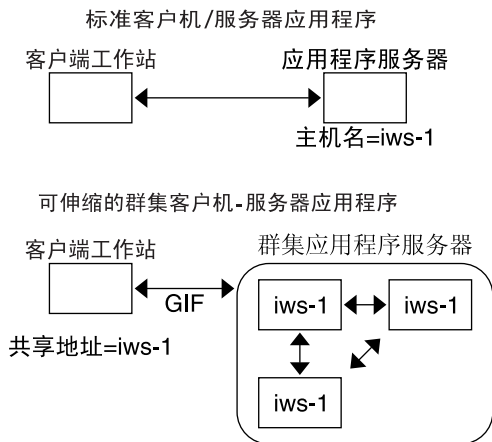 标准客户机/服务器应用程序
客户端工作站
应用程序服务器
主机名=iws-1
可伸缩的群集客户机-服务器应用程序
客户端工作站
群集应用程序服务器
GIF
iws-1
iws-1
共享地址=iws-1
iws-1